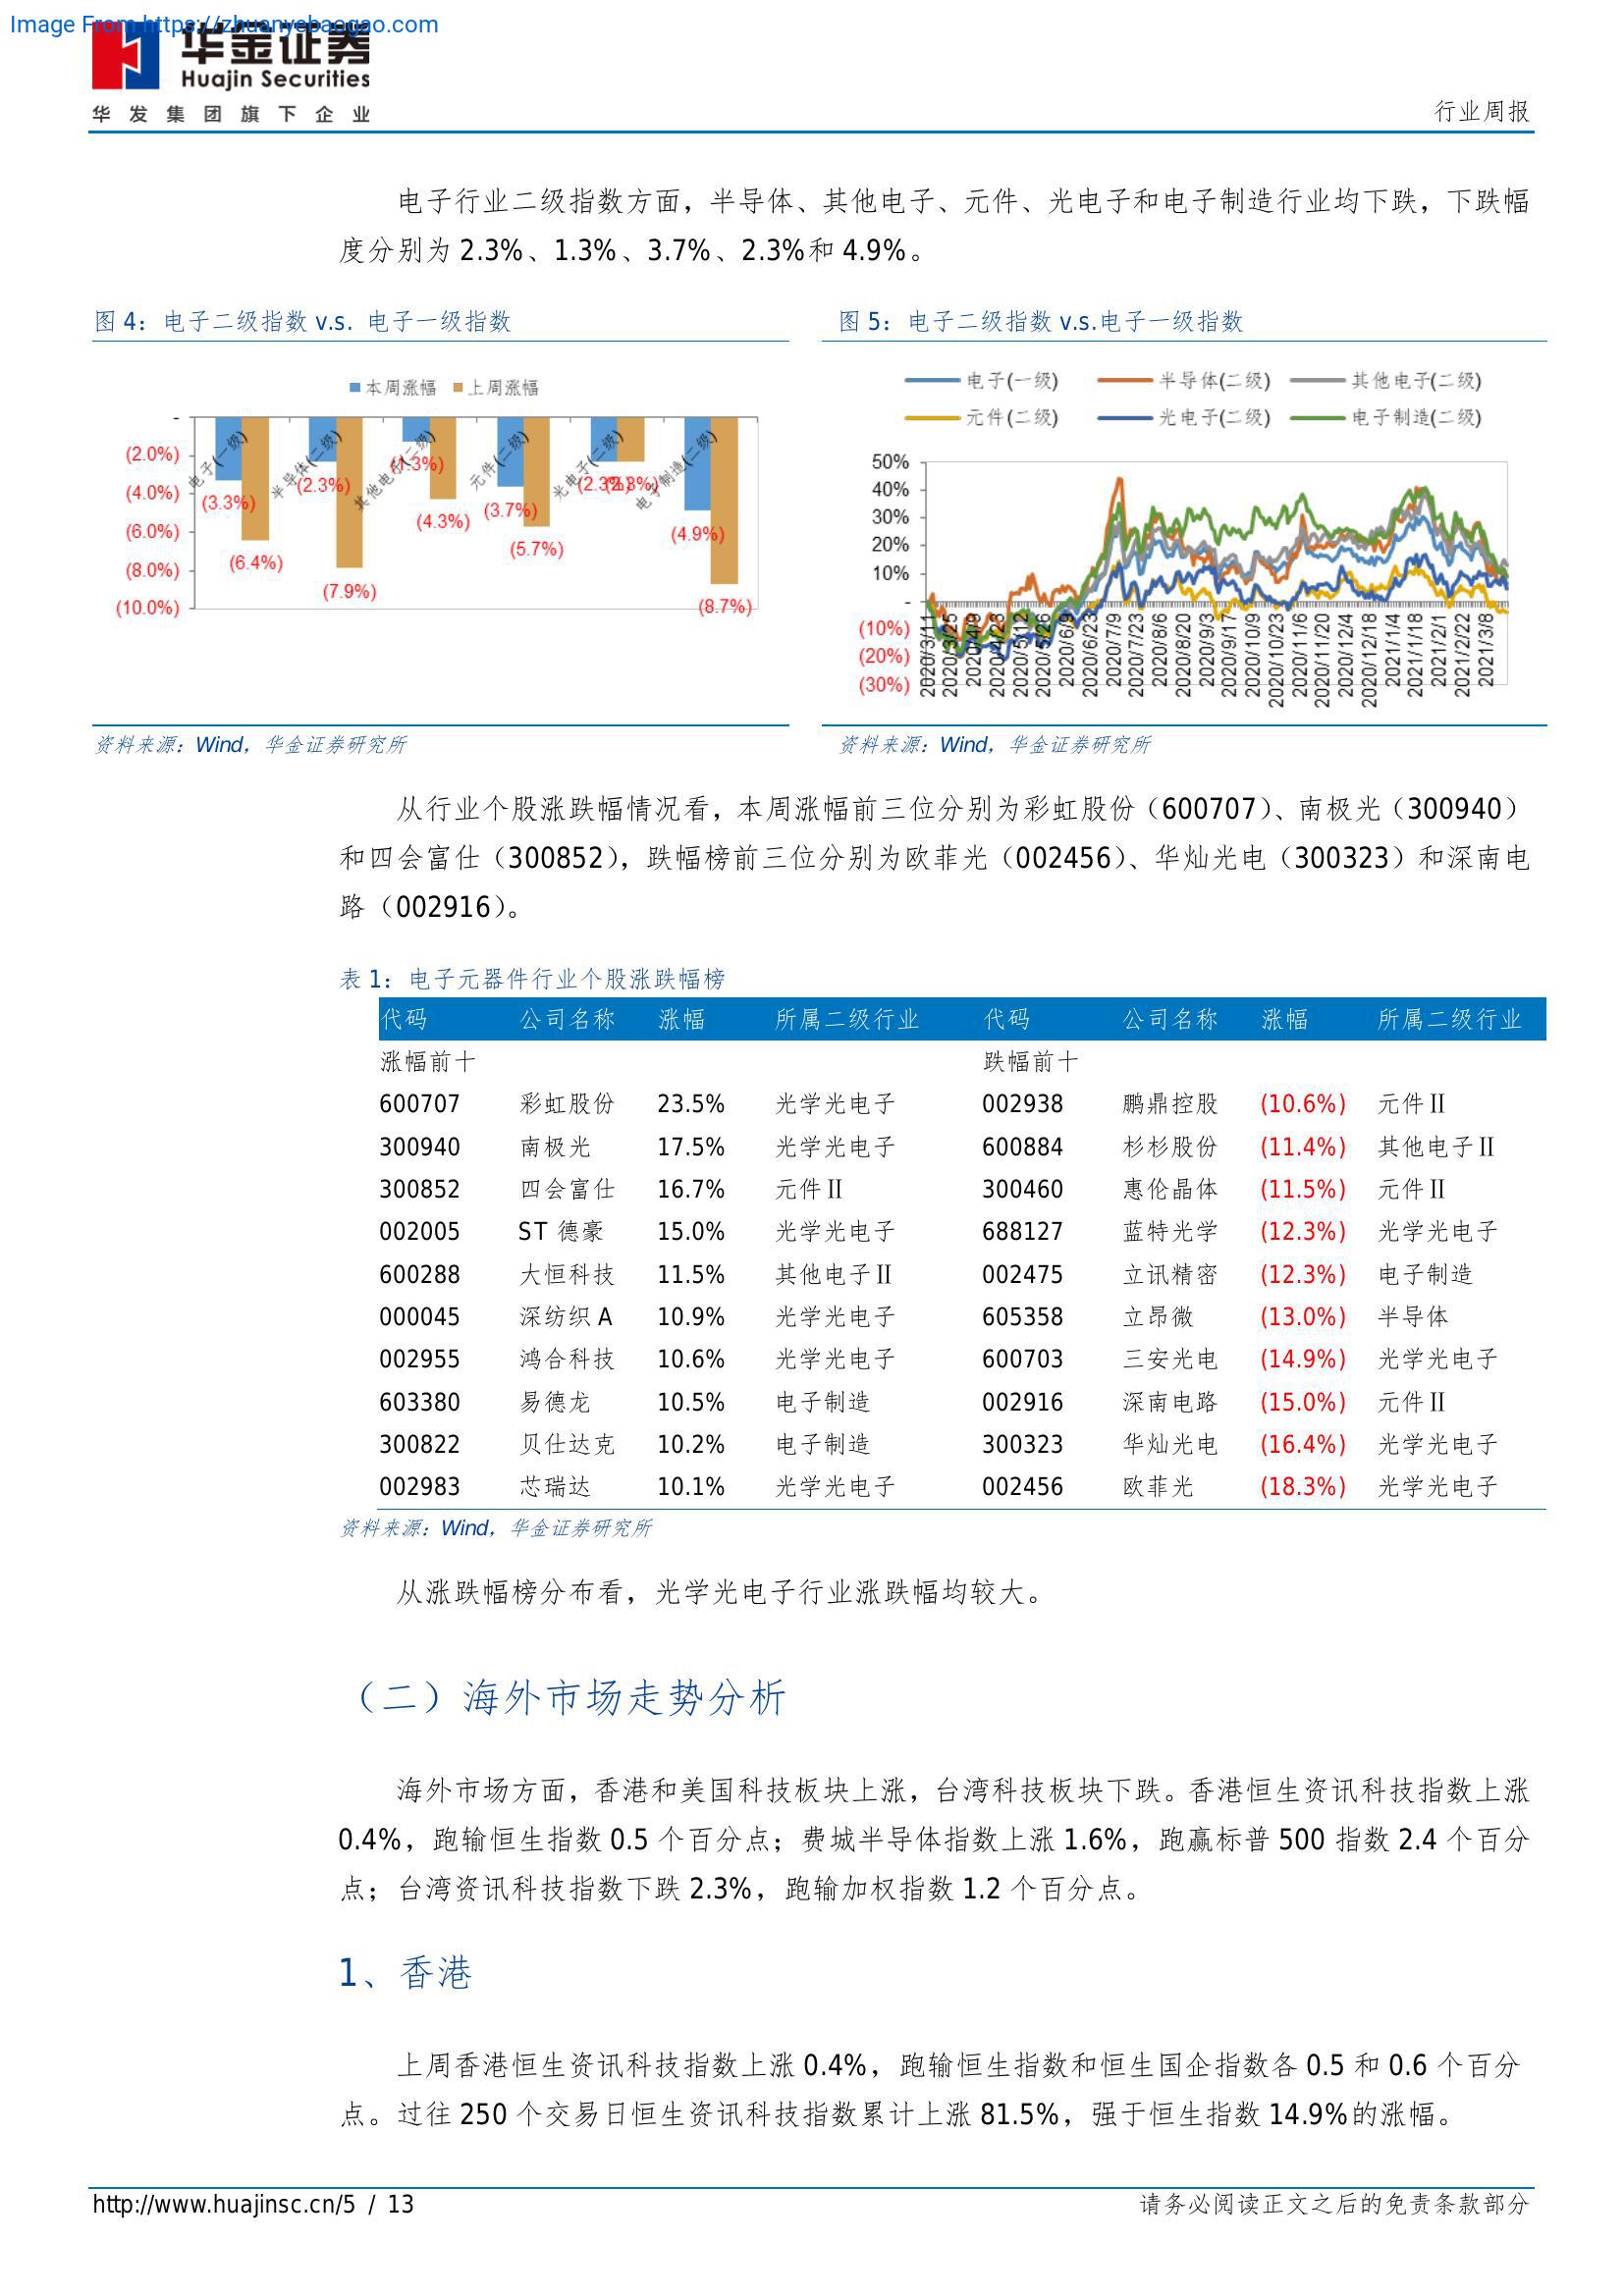 Image From https://zhuanyebaogao.com
华金证券
Huajin Securities
华发集团旗下企业
行业周报
电子行业二级指数方面，半导体、其他电子、元件、光电子和电子制造行业均下跌，下跌幅
度分别为 2.3%、1.3%、3.7%、2.3%和 4.9%。
图 4：电子二级指数 v.s. 电子一级指数
本周涨幅 上周涨幅
-
(2.0%)
(4.0%)
(6.0%)
(8.0%)
(10.0%)
电子(一级)
半导体(二级)
其他电子(二级)
元件(二级)
光电子(二级)
电子制造(二级)
(3.3%)
(6.4%)
(2.3%)
(7.9%)
(1.3%)
(4.3%)
(3.7%)
(5.7%)
(2.3%)
(2.3%)
(4.9%)
(8.7%)
资料来源：Wind，华金证券研究所
图 5：电子二级指数 v.s.电子一级指数
电子(一级) 半导体(二级) 其他电子(二级)
元件(二级) 光电子(二级) 电子制造(二级)
50%
40%
30%
20%
10%
-
(10%)
(20%)
(30%)
2020/3/11
2020/3/25
2020/4/9
2020/4/23
2020/5/12
2020/5/26
2020/6/9
2020/6/23
2020/7/9
2020/7/23
2020/8/6
2020/8/20
2020/9/3
2020/9/17
2020/10/9
2020/10/23
2020/11/6
2020/11/20
2020/12/4
2020/12/18
2021/1/4
2021/1/18
2021/2/1
2021/2/22
2021/3/8
资料来源：Wind，华金证券研究所
从行业个股涨跌幅情况看，本周涨幅前三位分别为彩虹股份（600707）、南极光（300940）
和四会富仕（300852），跌幅榜前三位分别为欧菲光（002456）、华灿光电（300323）和深南电
路（002916）。
表 1：电子元器件行业个股涨跌幅榜
代码 公司名称 涨幅 所属二级行业 代码 公司名称 涨幅 所属二级行业
涨幅前十 跌幅前十
600707 彩虹股份 23.5% 光学光电子 002938 鹏鼎控股 (10.6%) 元件Ⅱ
300940 南极光 17.5% 光学光电子 600884 杉杉股份 (11.4%) 其他电子Ⅱ
300852 四会富仕 16.7% 元件Ⅱ 300460 惠伦晶体 (11.5%) 元件Ⅱ
002005 ST 德豪 15.0% 光学光电子 688127 蓝特光学 (12.3%) 光学光电子
600288 大恒科技 11.5% 其他电子Ⅱ 002475 立讯精密 (12.3%) 电子制造
000045 深纺织 A 10.9% 光学光电子 605358 立昂微 (13.0%) 半导体
002955 鸿合科技 10.6% 光学光电子 600703 三安光电 (14.9%) 光学光电子
603380 易德龙 10.5% 电子制造 002916 深南电路 (15.0%) 元件Ⅱ
300822 贝仕达克 10.2% 电子制造 300323 华灿光电 (16.4%) 光学光电子
002983 芯瑞达 10.1% 光学光电子 002456 欧菲光 (18.3%) 光学光电子
资料来源：Wind，华金证券研究所
从涨跌幅榜分布看，光学光电子行业涨跌幅均较大。
（二）海外市场走势分析
海外市场方面，香港和美国科技板块上涨，台湾科技板块下跌。香港恒生资讯科技指数上涨
0.4%，跑输恒生指数 0.5 个百分点；费城半导体指数上涨 1.6%，跑赢标普 500 指数 2.4 个百分
点；台湾资讯科技指数下跌 2.3%，跑输加权指数 1.2 个百分点。
1、香港
上周香港恒生资讯科技指数上涨 0.4%，跑输恒生指数和恒生国企指数各 0.5 和 0.6 个百分
点。过往 250 个交易日恒生资讯科技指数累计上涨 81.5%，强于恒生指数 14.9%的涨幅。
http://www.huajinsc.cn/5 / 13
请务必阅读正文之后的免责条款部分